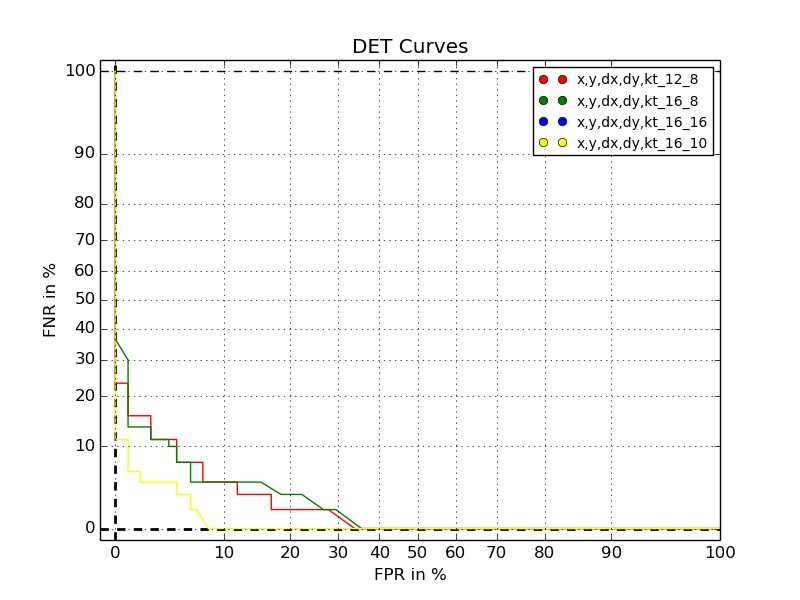 DET Curves
x,y,dx,dy,kt_12_8
x,y,dx,dy,kt_16_8
x,y,dx,dy,kt_16_16
x,y,dx,dy,kt_16_10
100
90
80
70
60
50
40
30
20
10
0
FNR in %
0 10 20 30 40 50 60 70 80 90 100
FPR in %